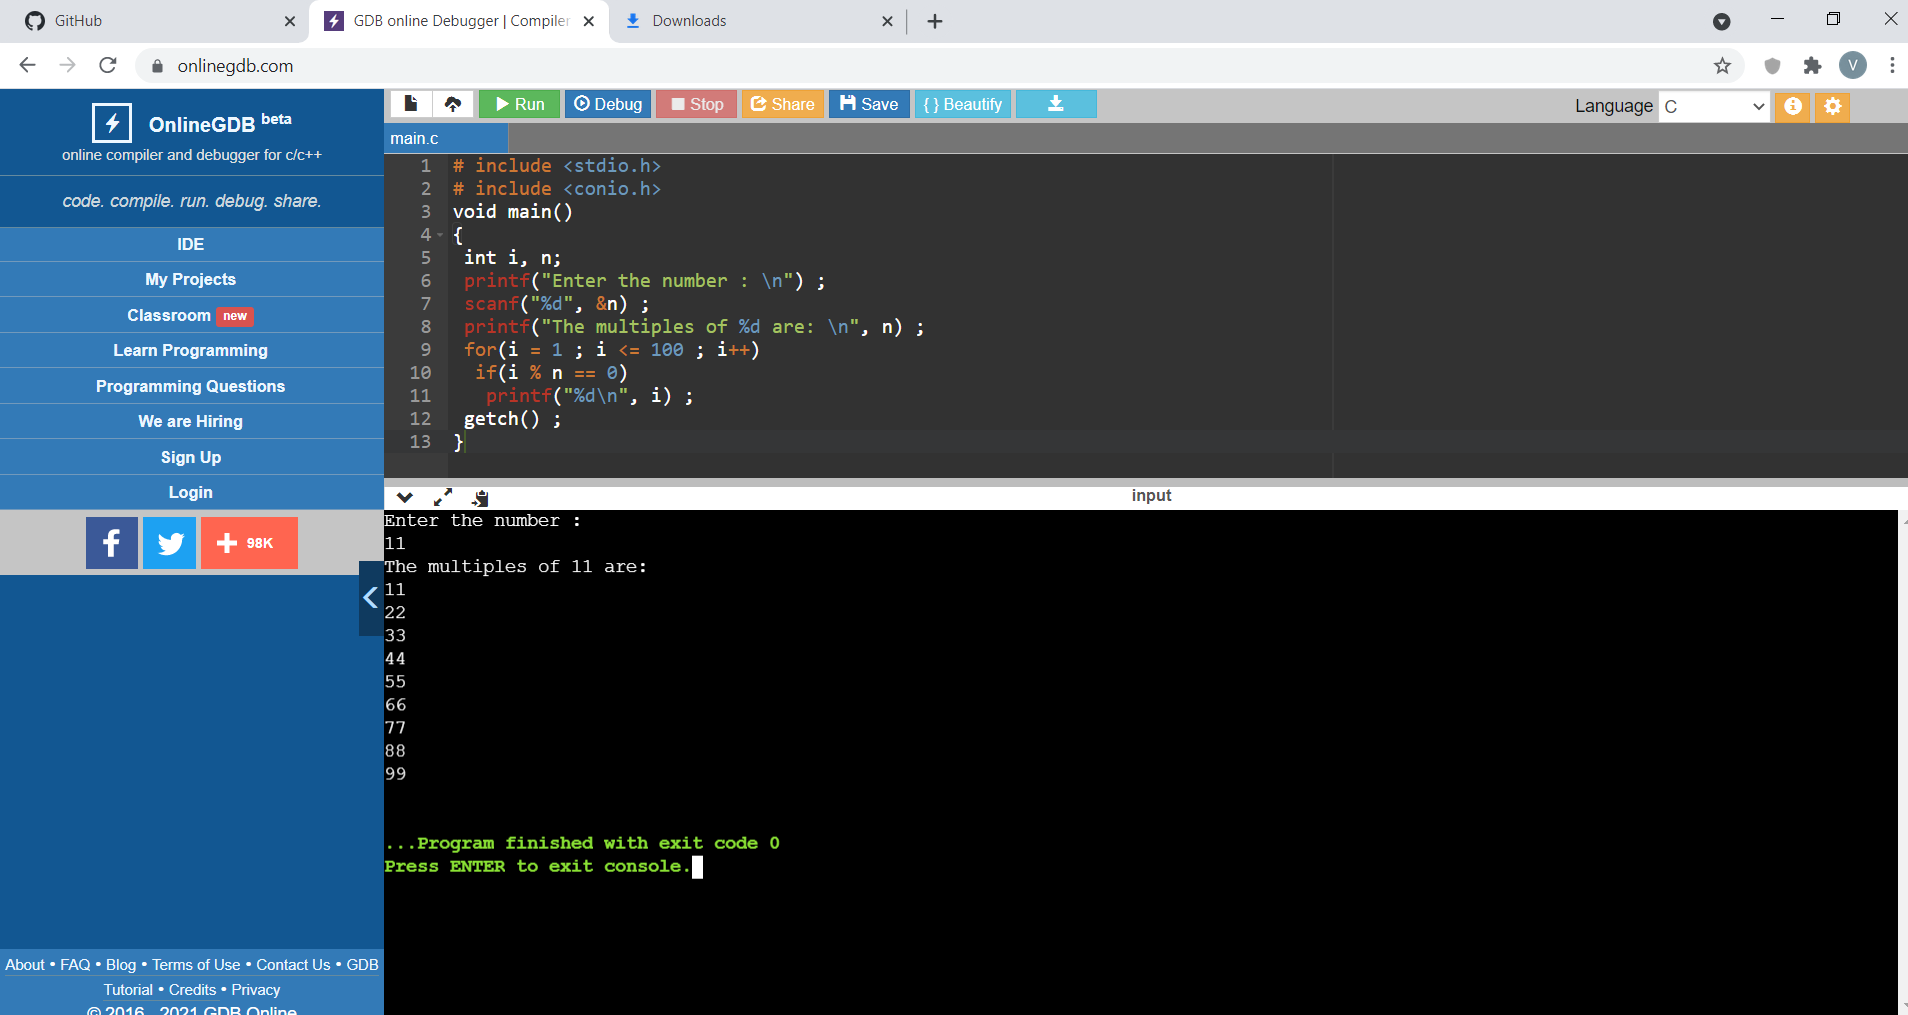 GitHub
GDB online Debugger | Compiler
Downloads
onlinegdb.com
V
OnlineGDB beta
online compiler and debugger for c/c++
code. compile. run. debug. share.
IDE
My Projects
Classroom new
Learn Programming
Programming Questions
We are Hiring
Sign Up
Login
f
98K
About • FAQ • Blog • Terms of Use • Contact Us • GDB
Tutorial • Credits • Privacy
© 2016 - 2021 GDB Online
Run Debug Stop Share Save { } Beautify
Language C
main.c
1 # include <stdio.h>
2 # include <conio.h>
3 void main()
4 {
5 int i, n;
6 printf("Enter the number : \n") ;
7 scanf("%d", &n) ;
8 printf("The multiples of %d are: \n", n) ;
9 for(i = 1 ; i <= 100 ; i++)
10 if(i % n == 0)
11 printf("%d\n", i) ;
12 getch() ;
13 }
input
Enter the number :
11
The multiples of 11 are:
11
22
33
44
55
66
77
88
99
...Program finished with exit code 0
Press ENTER to exit console.